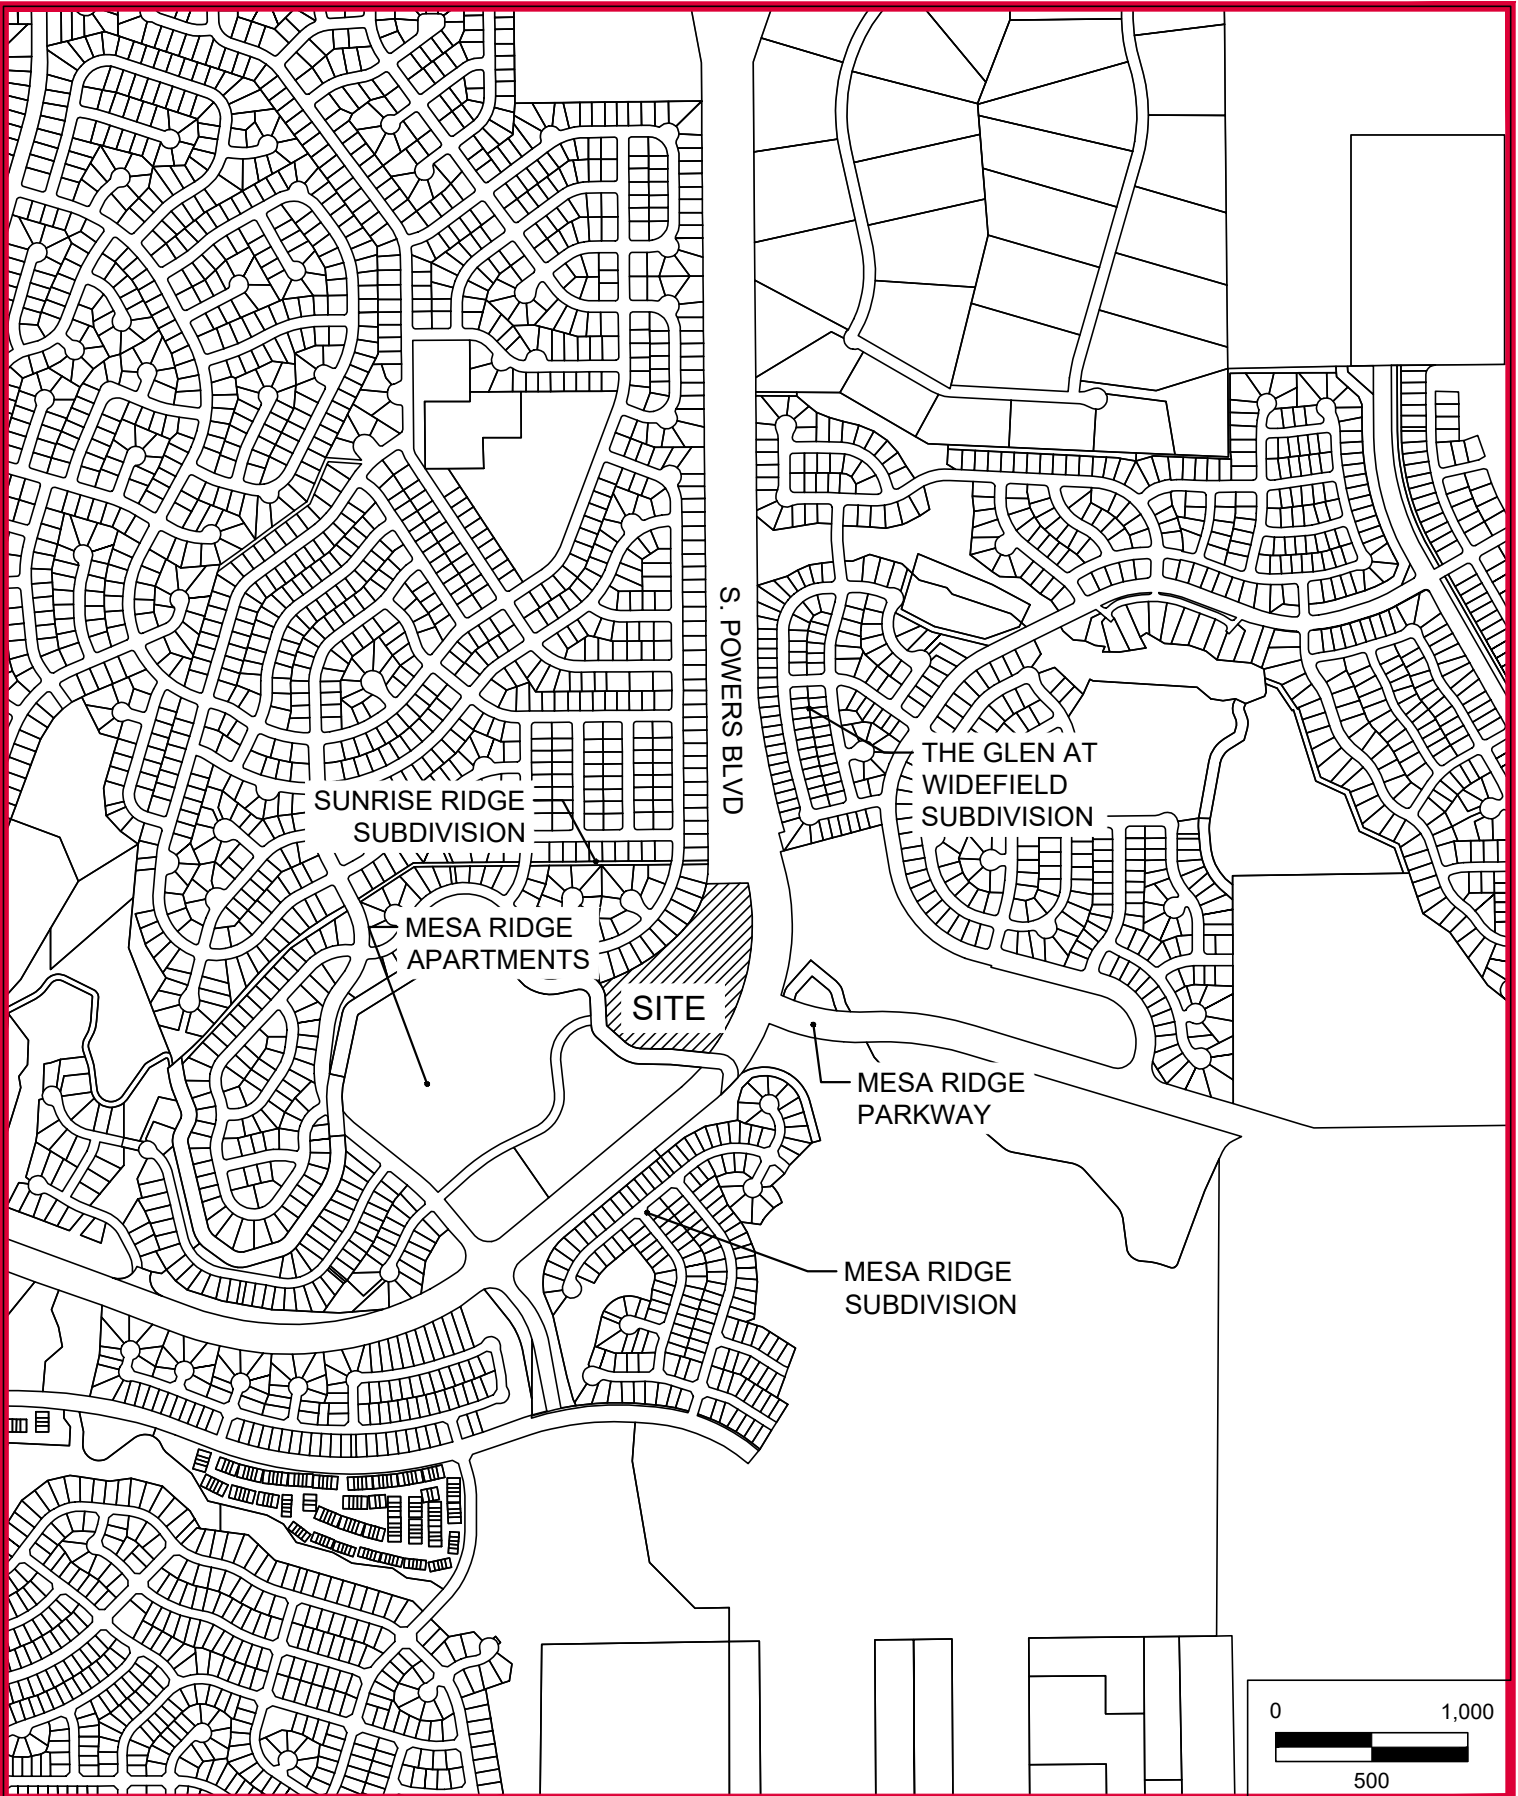 S. POWERS BLVD
THE GLEN AT
WIDEFIELD
SUBDIVISION
SUNRISE RIDGE
SUBDIVISION
MESA RIDGE
APARTMENTS
SITE
MESA RIDGE
PARKWAY
MESA RIDGE
SUBDIVISION
0 1,000
500